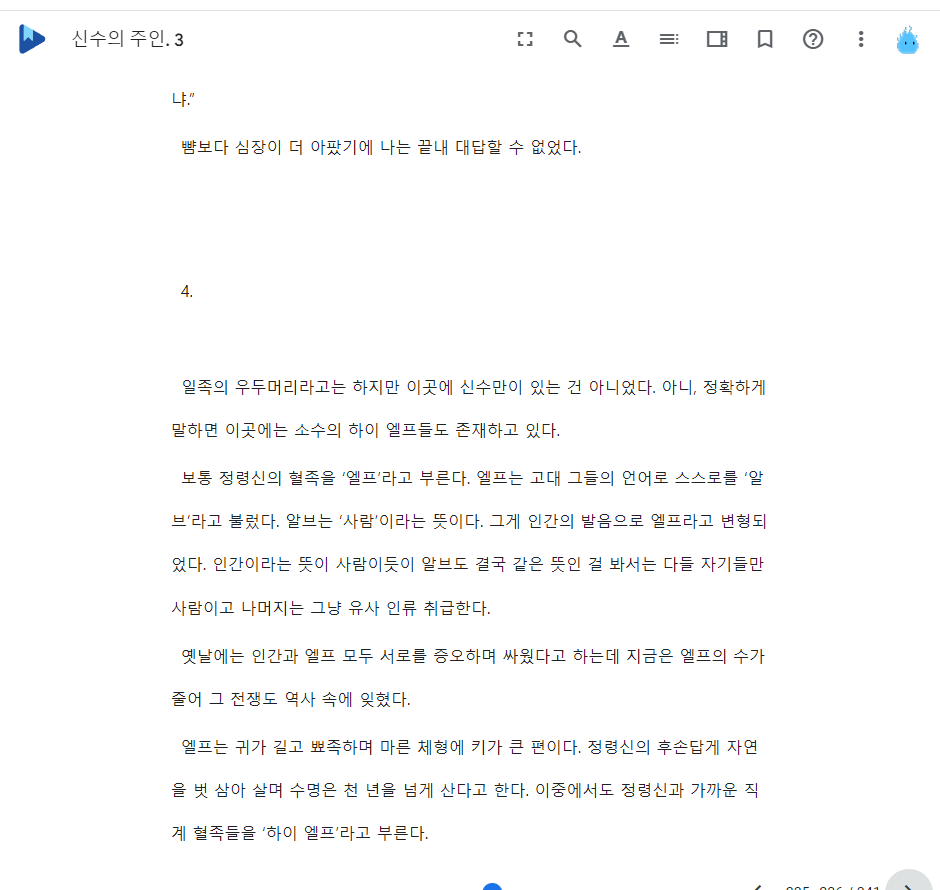 신수의 주인. 3
냐.”
뺨보다 심장이 더 아팠기에 나는 끝내 대답할 수 없었다.
4.
일족의 우두머리라고는 하지만 이곳에 신수만이 있는 건 아니었다. 아니, 정확하게
말하면 이곳에는 소수의 하이 엘프들도 존재하고 있다.
보통 정령신의 혈족을 ‘엘프’라고 부른다. 엘프는 고대 그들의 언어로 스스로를 ‘알
브’라고 불렀다. 알브는 ‘사람’이라는 뜻이다. 그게 인간의 발음으로 엘프라고 변형되
었다. 인간이라는 뜻이 사람이듯이 알브도 결국 같은 뜻인 걸 봐서는 다들 자기들만
사람이고 나머지는 그냥 유사 인류 취급한다.
옛날에는 인간과 엘프 모두 서로를 증오하며 싸웠다고 하는데 지금은 엘프의 수가
줄어 그 전쟁도 역사 속에 잊혔다.
엘프는 귀가 길고 뾰족하며 마른 체형에 키가 큰 편이다. 정령신의 후손답게 자연
을 벗 삼아 살며 수명은 천 년을 넘게 산다고 한다. 이중에서도 정령신과 가까운 직
계 혈족들을 ‘하이 엘프’라고 부른다.